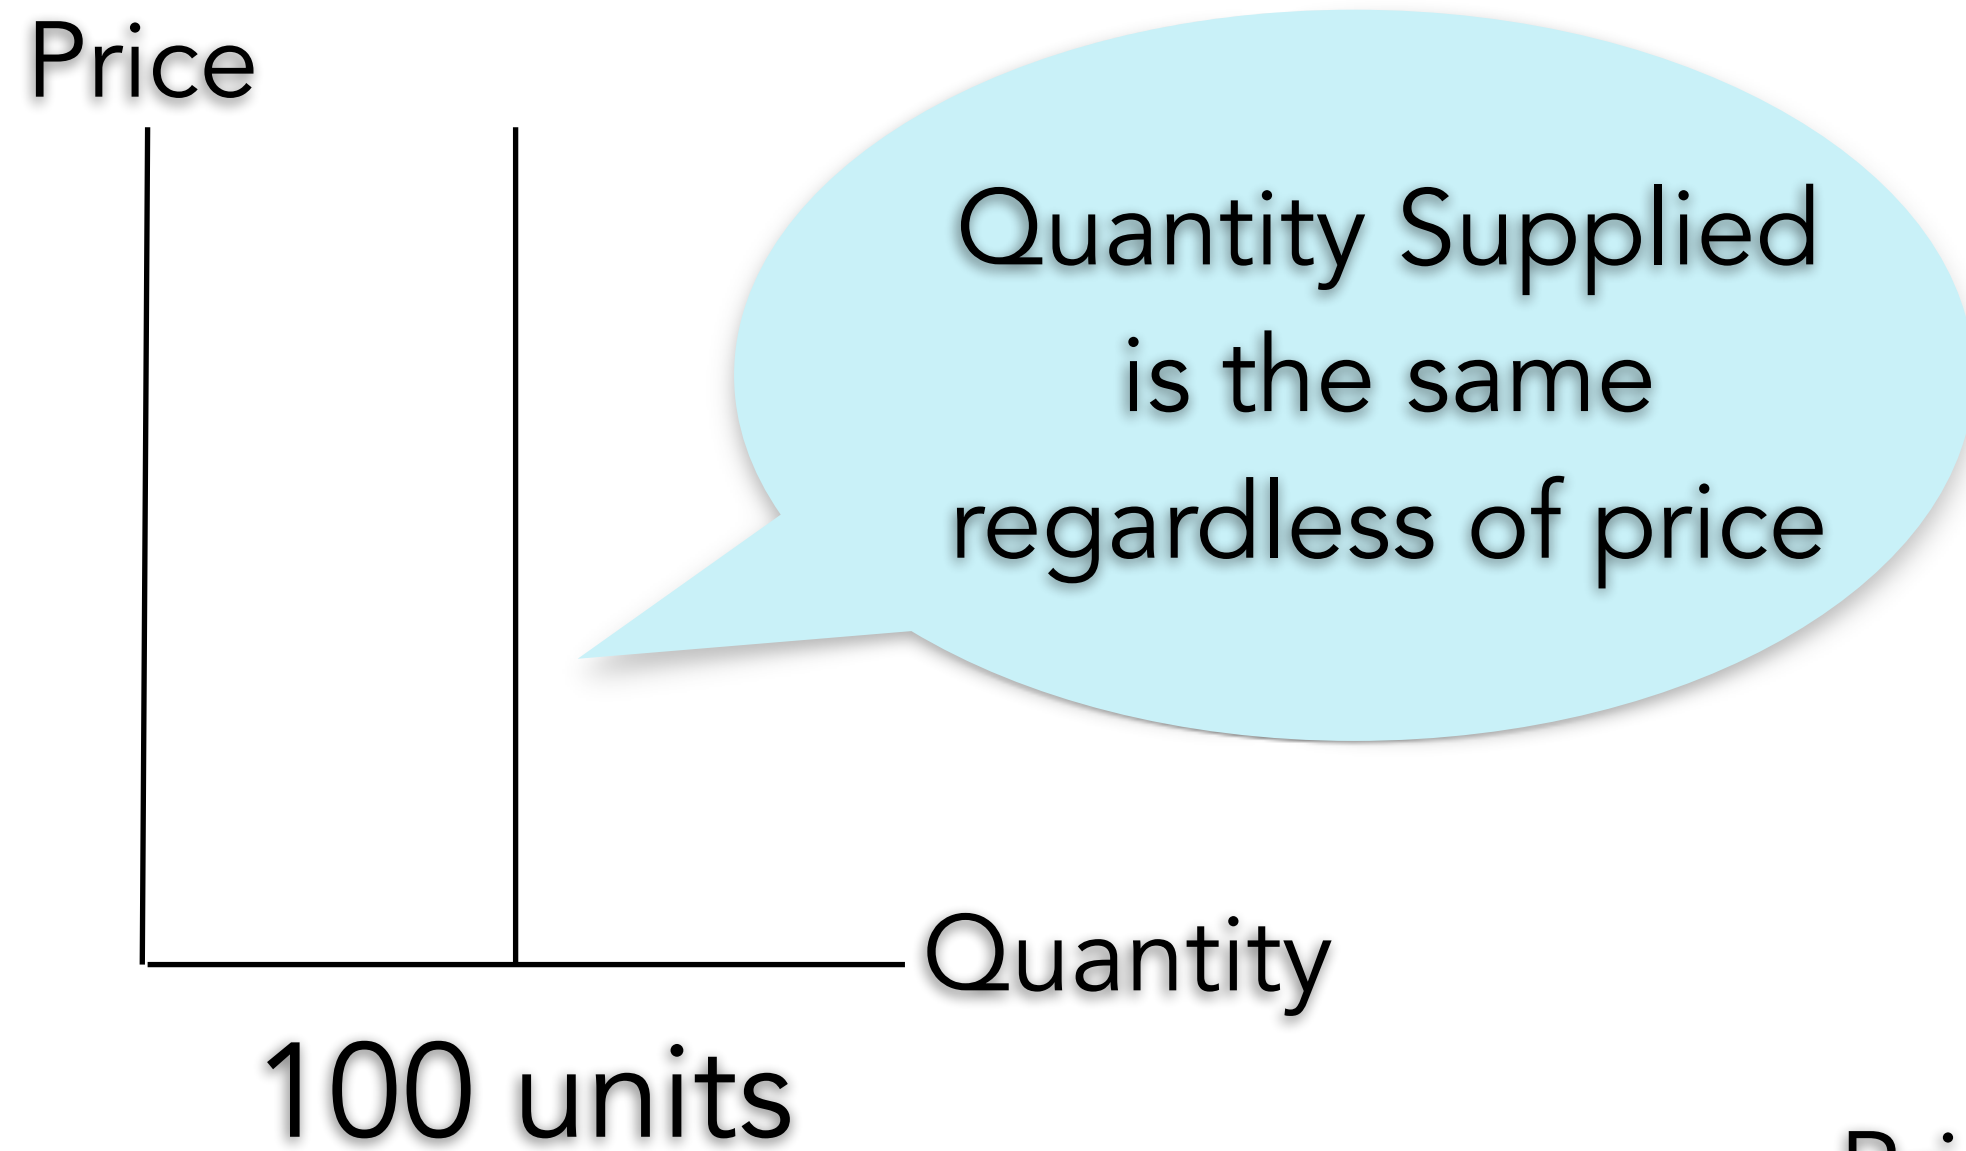 Price
Quantity Supplied
is the same
regardless of price
Quantity
100 units